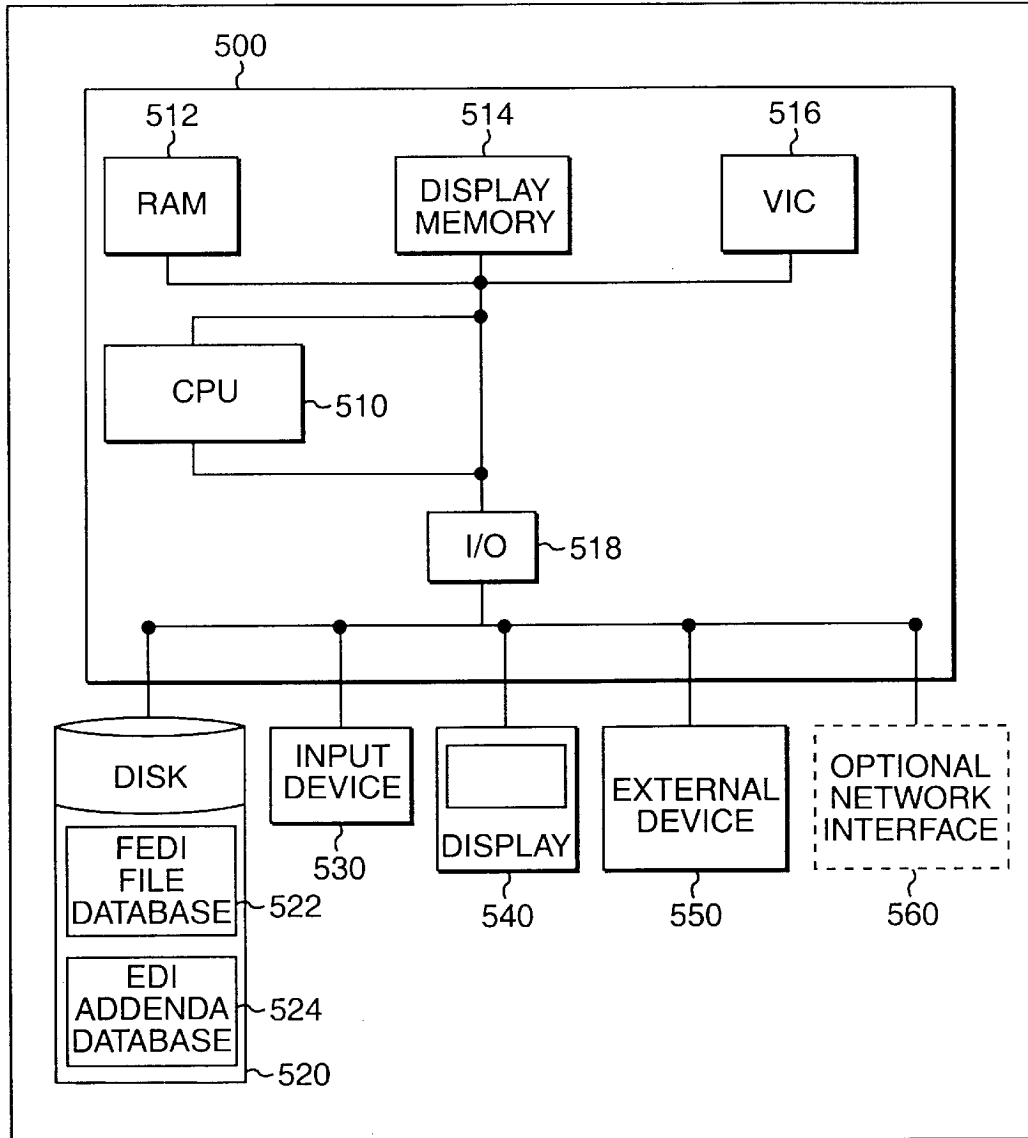 500
512
514
516
RAM
DISPLAY
MEMORY
VIC
CPU
510
I/O
518
DISK
FEDI
FILE
DATABASE
522
EDI
ADDENDA
DATABASE
524
520
INPUT
DEVICE
530
DISPLAY
540
EXTERNAL
DEVICE
550
OPTIONAL
NETWORK
INTERFACE
560